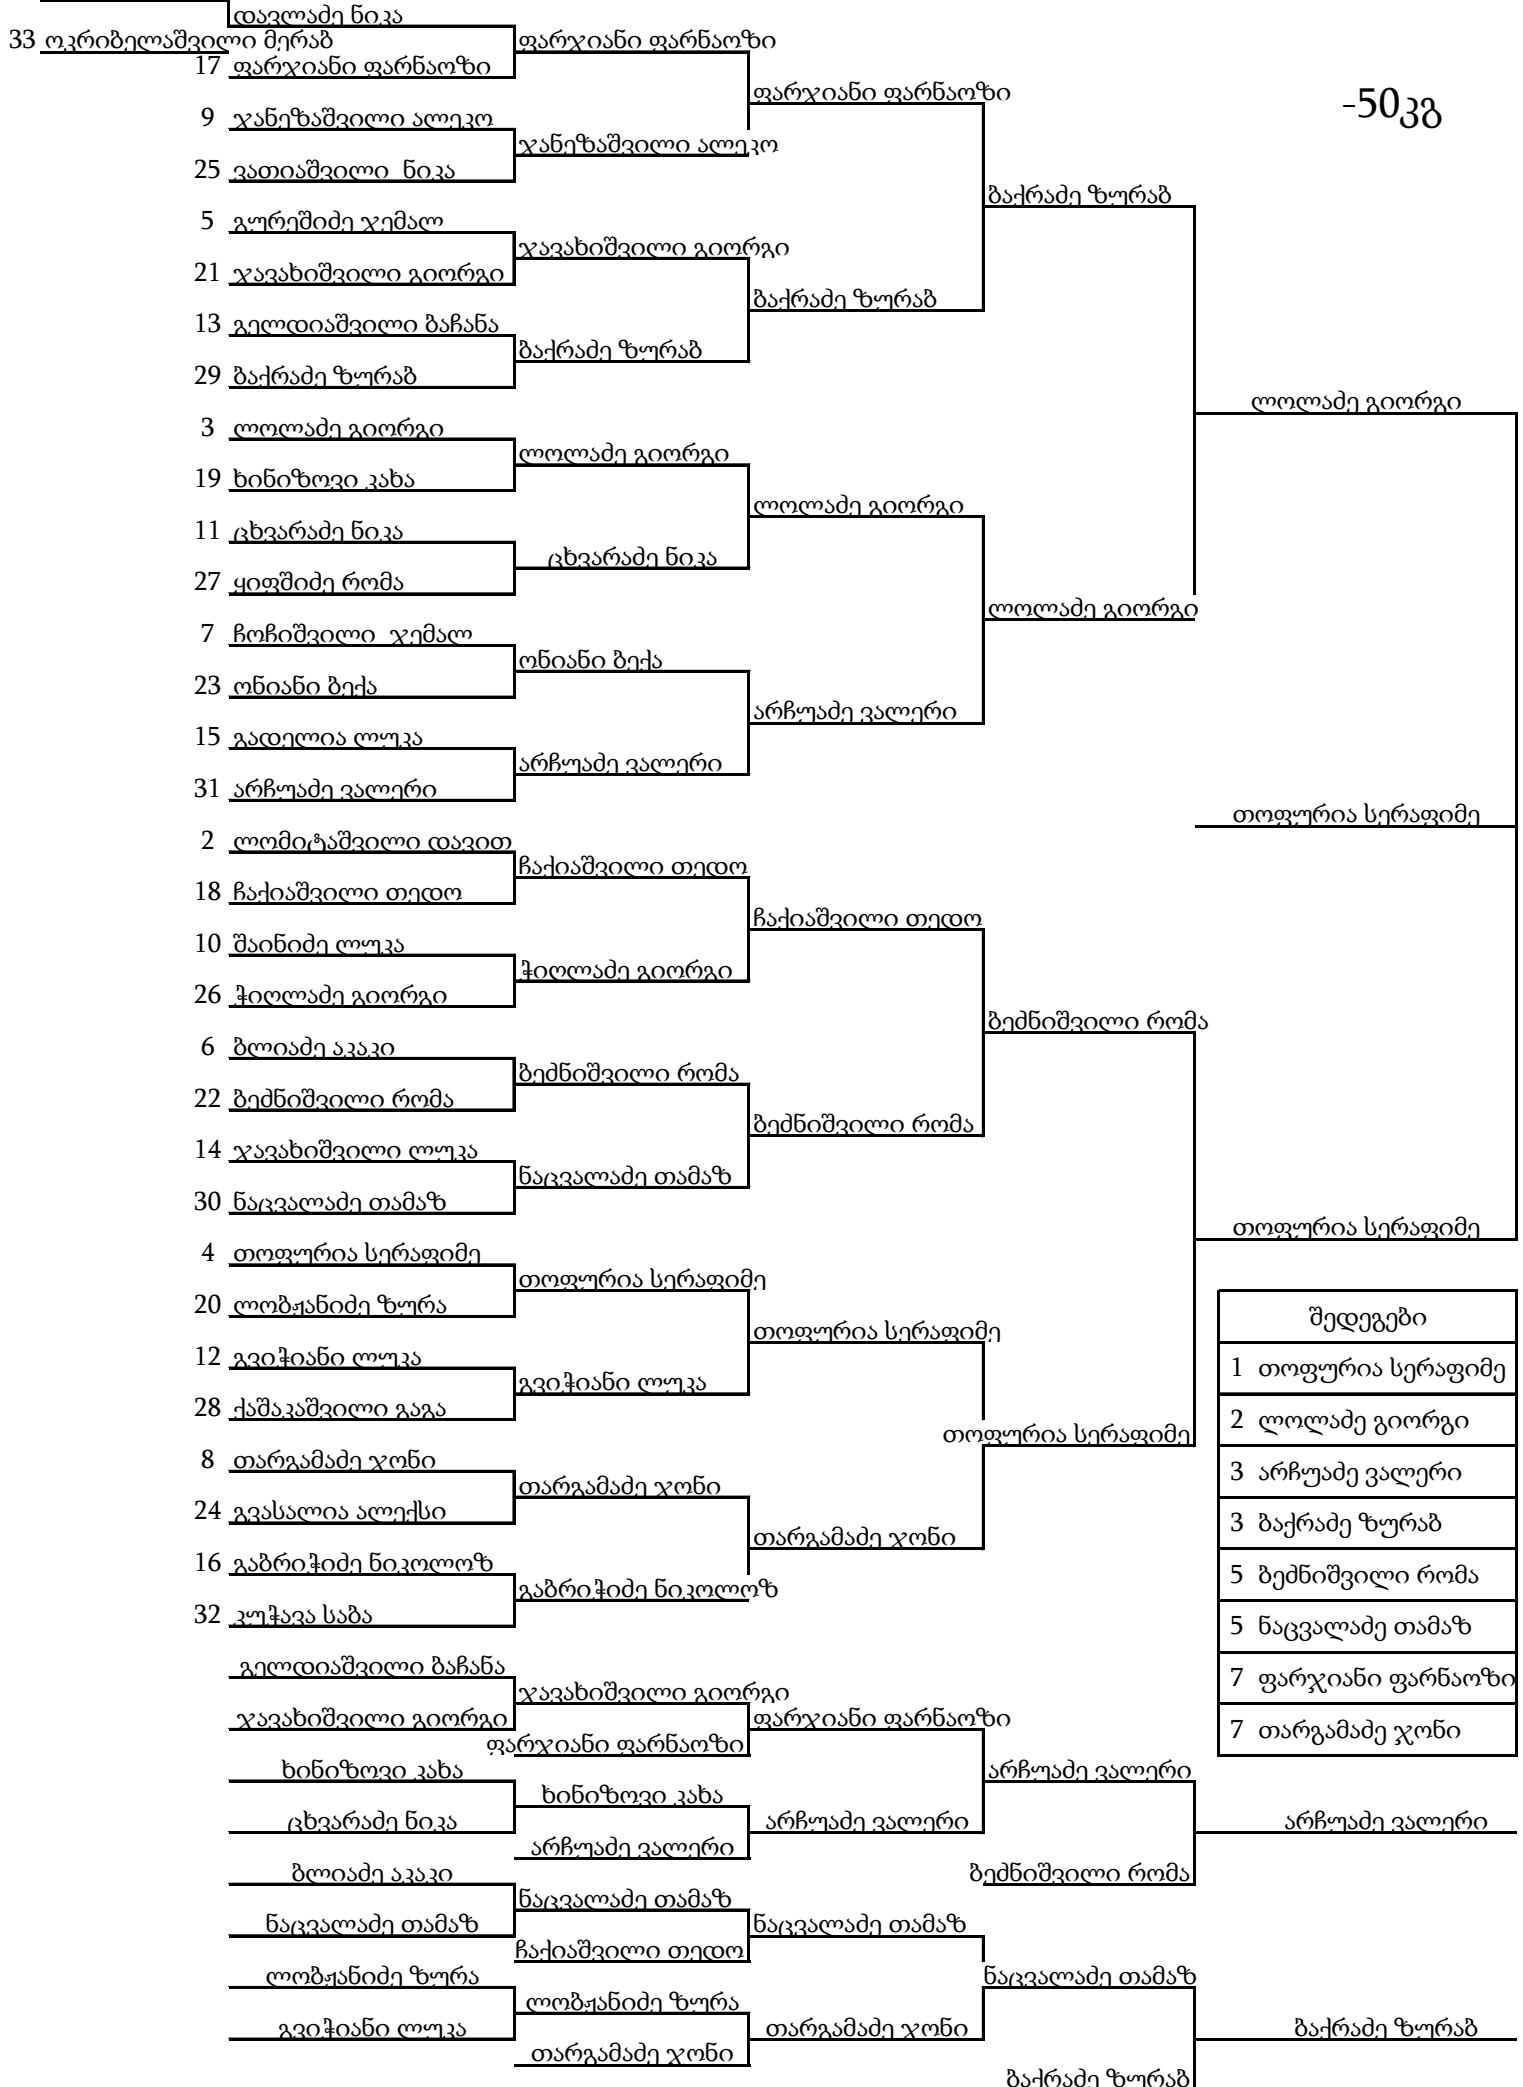 დავლაძე ნიკა
33 ოკრიბელაშვილი მერაბ
ფარჯიანი ფარნაოზი
17 ფარჯიანი ფარნაოზი
ფარჯიანი ფარნაოზი
-50კგ
9 ჯანეზაშვილი ალეკო
ჯანეზაშვილი ალეკო
25 ვათიაშვილი ნიკა
ბაქრაძე ზურაბ
5 გურეშიძე ჯემალ
ჯავახიშვილი გიორგი
21 ჯავახიშვილი გიორგი
ბაქრაძე ზურაბ
13 გელდიაშვილი ბაჩანა
ბაქრაძე ზურაბ
29 ბაქრაძე ზურაბ
ლოლაძე გიორგი
3 ლოლაძე გიორგი
ლოლაძე გიორგი
19 ხინიზოვი კახა
ლოლაძე გიორგი
11 ცხვარაძე ნიკა
ცხვარაძე ნიკა
27 ყიფშიძე რომა
ლოლაძე გიორგი
7 ჩოჩიშვილი ჯემალ
ონიანი ბექა
23 ონიანი ბექა
არჩუაძე ვალერი
15 გადელია ლუკა
არჩუაძე ვალერი
31 არჩუაძე ვალერი
თოფურია სერაფიმე
2 ლომიტაშვილი დავით
ჩაქიაშვილი თედო
18 ჩაქიაშვილი თედო
ჩაქიაშვილი თედო
10 შაინიძე ლუკა
ჭიოლაძე გიორგი
26 ჭიოლაძე გიორგი
ბეძნიშვილი რომა
6 ბლიაძე აკაკი
ბეძნიშვილი რომა
22 ბეძნიშვილი რომა
ბეძნიშვილი რომა
14 ჯავახიშვილი ლუკა
ნაცვალაძე თამაზ
30 ნაცვალაძე თამაზ
თოფურია სერაფიმე
4 თოფურია სერაფიმე
თოფურია სერაფიმე
20 ლობჟანიძე ზურა
თოფურია სერაფიმე
12 გვიჭიანი ლუკა
გვიჭიანი ლუკა
28 ქაშაკაშვილი გაგა
თოფურია სერაფიმე
8 თარგამაძე ჯონი
თარგამაძე ჯონი
24 გვასალია ალექსი
თარგამაძე ჯონი
16 გაბრიჭიძე ნიკოლოზ
გაბრიჭიძე ნიკოლოზ
32 კუჭავა საბა
შედეგები
1 თოფურია სერაფიმე
2 ლოლაძე გიორგი
3 არჩუაძე ვალერი
3 ბაქრაძე ზურაბ
5 ბეძნიშვილი რომა
5 ნაცვალაძე თამაზ
7 ფარჯიანი ფარნაოზი
7 თარგამაძე ჯონი
გელდიაშვილი ბაჩანა
ჯავახიშვილი გიორგი
ჯავახიშვილი გიორგი
ფარჯიანი ფარნაოზი
ფარჯიანი ფარნაოზი
ხინიზოვი კახა
არჩუაძე ვალერი
ხინიზოვი კახა
ცხვარაძე ნიკა
არჩუაძე ვალერი
არჩუაძე ვალერი
არჩუაძე ვალერი
ბლიაძე აკაკი
ბეძნიშვილი რომა
ნაცვალაძე თამაზ
ნაცვალაძე თამაზ
ნაცვალაძე თამაზ
ჩაქიაშვილი თედო
ლობჟანიძე ზურა
ნაცვალაძე თამაზ
ლობჟანიძე ზურა
გვიჭიანი ლუკა
თარგამაძე ჯონი
ბაქრაძე ზურაბ
თარგამაძე ჯონი
ბაქრაძე ზურაბ